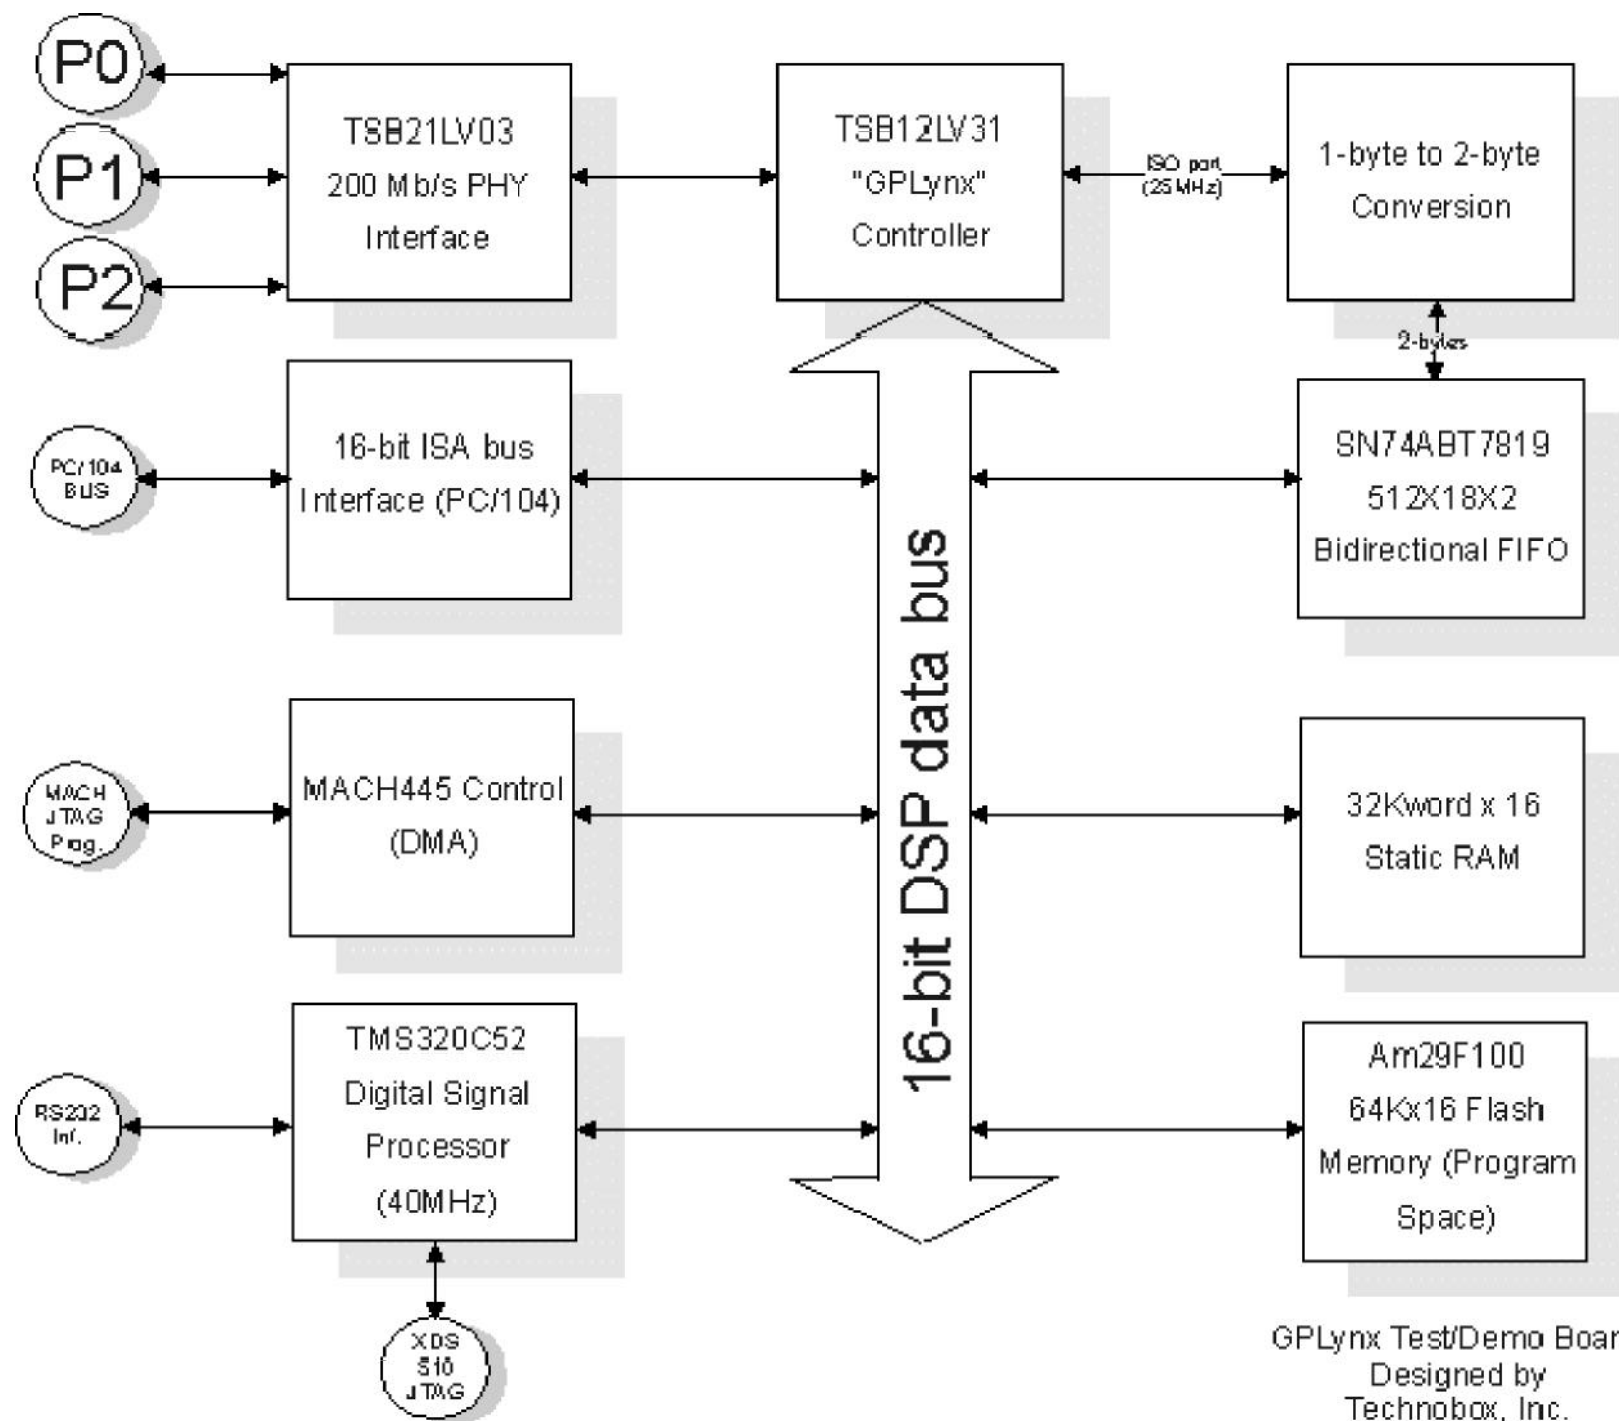 P0
P1
P2
TSB21LV03
200 Mb/s PHY
Interface
TSB12LV31
"GPLynx"
Controller
ISO port
(25 MHz)
1-byte to 2-byte
Conversion
2-bytes
PC/104
BUS
16-bit ISA bus
Interface (PC/104)
SN74ABT7819
512X18X2
Bidirectional FIFO
16-bit DSP data bus
MACH
JTAG
Prog.
MACH445 Control
(DMA)
32Kword x 16
Static RAM
RS232
Int.
TMS320C52
Digital Signal
Processor
(40MHz)
Am29F100
64Kx16 Flash
Memory (Program
Space)
XDS
510
JTAG
GPLynx Test/Demo Boar
Designed by
Technobox, Inc.